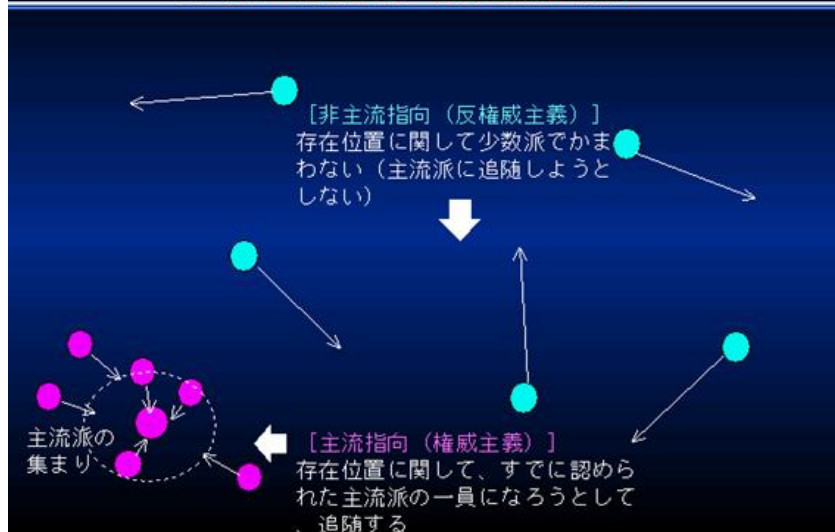 [非主流指向（反権威主義）]
存在位置に関して少数派でかま
わない（主流派に追随しようと
しない）
主流派の
集まり
[主流指向（権威主義）]
存在位置に関して、すでに認めら
れた主流派の一員になろうとして
、追随する